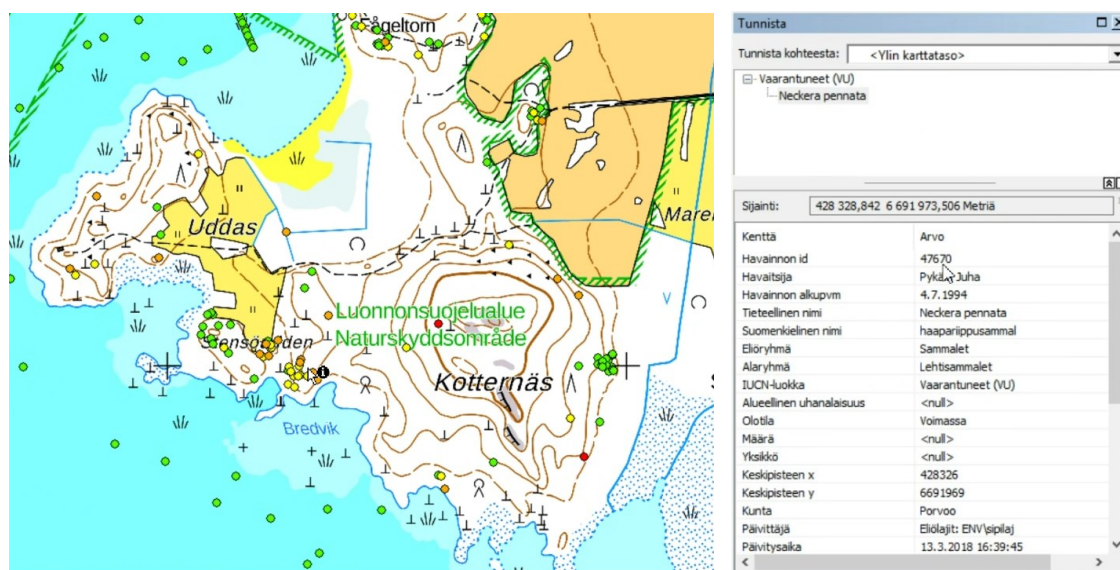 Fågeltorn
Uddas
Maren
Luonnonsuojelualue
Naturskyddsområde
Kotternäs
Bredvik
Tunnista
Tunnista kohteesta: <Ylin karttataso>
Vaarantuneet (VU)
Neckera pennata
Sijainti: 428 328,842 6 691 973,506 Metriä
Kenttä Arvo
Havainnon id 47670
Havaitsija Juha
Havainnon alkupvm 4.7.1994
Tieteellinen nimi Neckera pennata
Suomenkielinen nimi haapariippusammal
Eliöryhmä Sammalet
Alaryhmä Lehtisammalet
IUCN-luokka Vaarantuneet (VU)
Alueellinen uhanalaisuus <null>
Olotila Voimassa
Määrä <null>
Yksikkö <null>
Keskipisteen x 428326
Keskipisteen y 6691969
Kunta Porvoo
Päivittäjä Eliölajit: ENV\sipilaj
Päivitysaika 13.3.2018 16:39:45